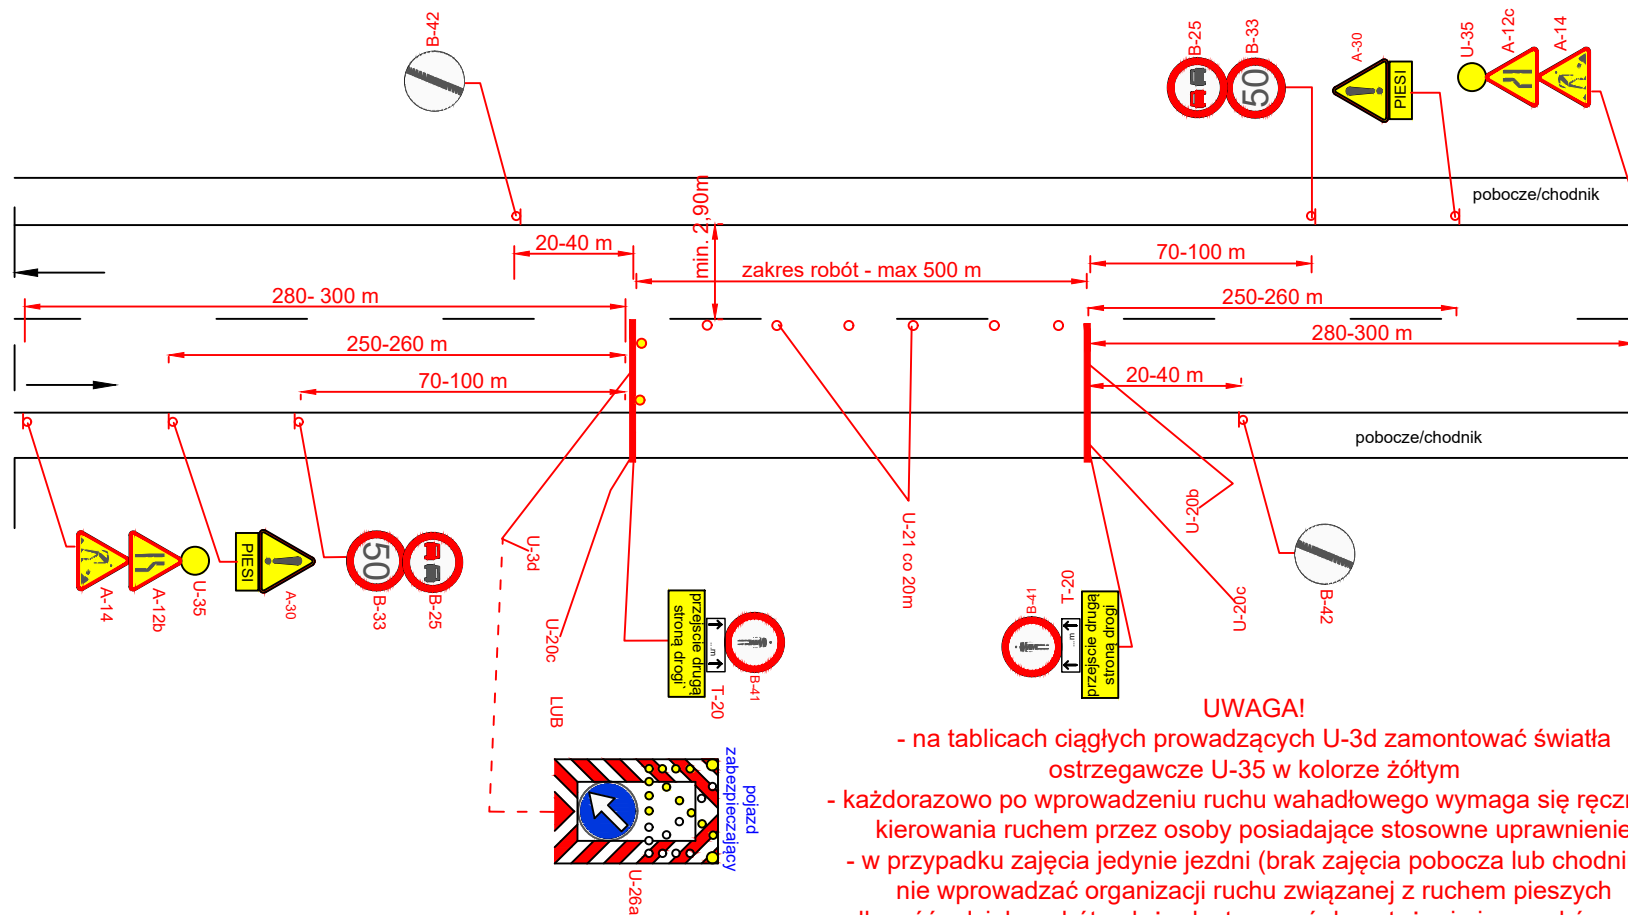 B-42
B-25
B-33
50
A-30
PIESI
U-35
A-12c
A-14
pobocze/chodnik
min. 2,90m
20-40 m
zakres robót - max 500 m
70-100 m
280- 300 m
250-260 m
250-260 m
280-300 m
70-100 m
20-40 m
pobocze/chodnik
A-14
A-12b
U-35
PIESI
A-30
50
B-33
B-25
U-3d
U-20c
LUB
U-21 co 20m
U-20b
U-20c
B-42
przejście drugą
stroną drogi`
...m
T-20
B-41
B-41
T-20
...m
przejście drugą
stroną drogi
pojazd
zabezpieczający
U-26a
UWAGA!
- na tablicach ciągłych prowadzących U-3d zamontować światła
ostrzegawcze U-35 w kolorze żółtym
- każdorazowo po wprowadzeniu ruchu wahadłowego wymaga się ręczn
kierowania ruchem przez osoby posiadające stosowne uprawnienie
- w przypadku zajęcia jedynie jezdni (brak zajęcia pobocza lub chodni
nie wprowadzać organizacji ruchu związanej z ruchem pieszych